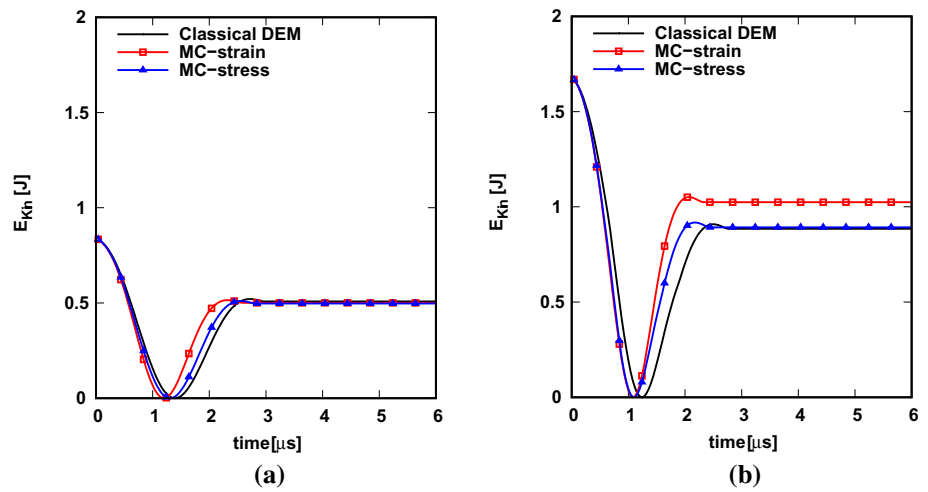 2
1.5
1
0.5
0
0 1 2 3 4 5 6
E_Kin [J]
time[μs]
Classical DEM
MC−strain
MC−stress
(a)
2
1.5
1
0.5
0
0 1 2 3 4 5 6
E_Kin [J]
time[μs]
Classical DEM
MC−strain
MC−stress
(b)